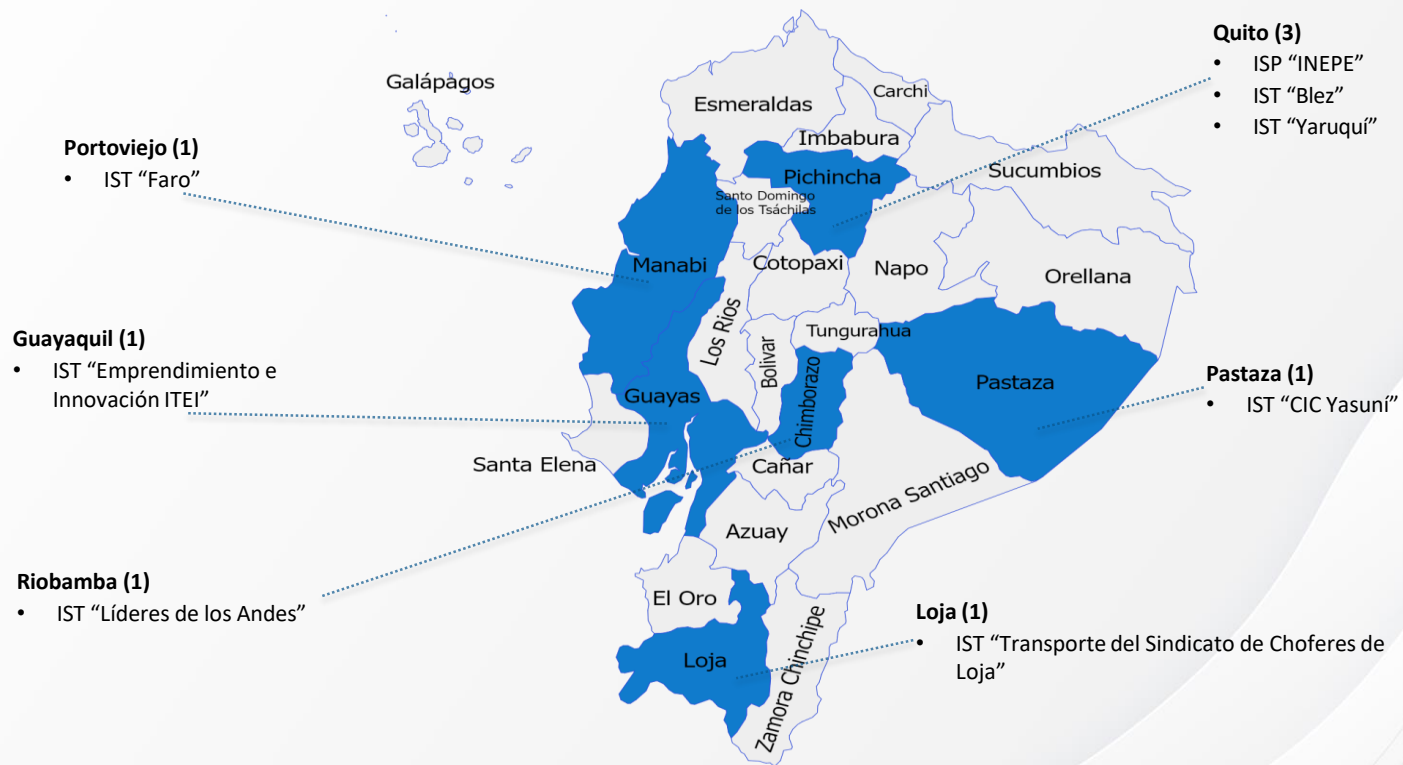 Quito (3)
• ISP “INEPE”
• IST “Blez”
• IST “Yaruquí”
Galápagos
Esmeraldas
Carchi
Imbabura
Sucumbios
Portoviejo (1)
• IST “Faro”
Pichincha
Santo Domingo
de los Tsáchilas
Manabi
Cotopaxi
Napo
Orellana
Guayaquil (1)
• IST “Emprendimiento e
Innovación ITEI”
Los Rios
Bolivar
Tungurahua
Chimborazo
Guayas
Pastaza
Pastaza (1)
• IST “CIC Yasuní”
Santa Elena
Cañar
Morona Santiago
Azuay
Riobamba (1)
• IST “Líderes de los Andes”
El Oro
Loja
Zamora Chinchipe
Loja (1)
• IST “Transporte del Sindicato de Choferes de
Loja”